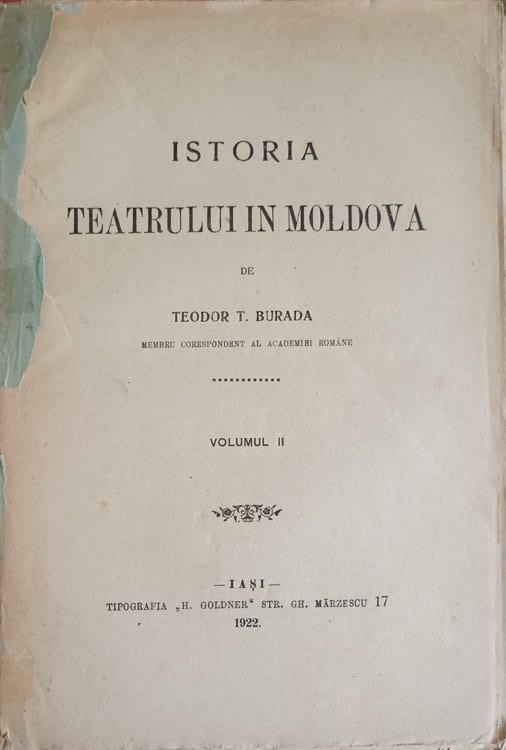 ISTORIA
TEATRULUI IN MOLDOVA
DE
TEODOR T. BURADA
MEMBRU CORESPONDENT AL ACADEMIEI ROMÂNE
VOLUMUL II
—IAȘI—
TIPOGRAFIA „H. GOLDNER“ STR. GH. MÂRZESCU 17
1922.